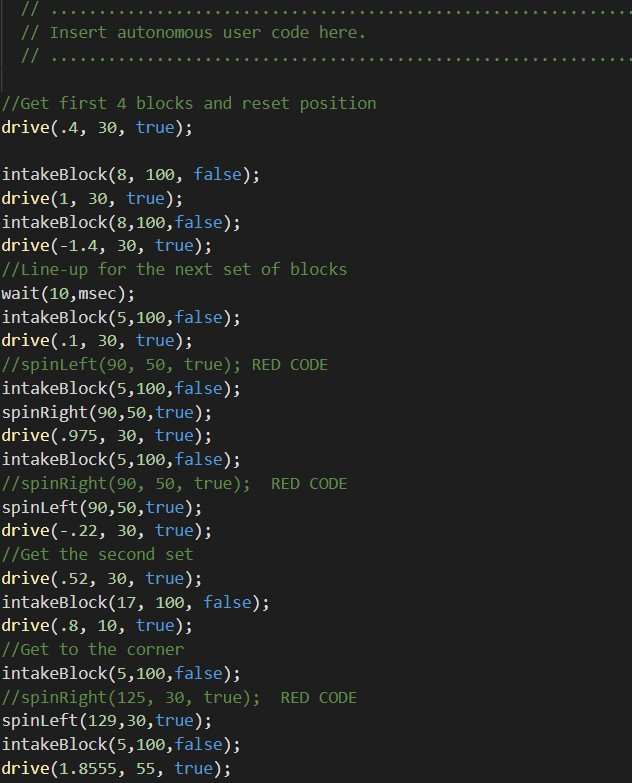 // ...............................................................
// Insert autonomous user code here.
// ...............................................................
//Get first 4 blocks and reset position
drive(.4, 30, true);
intakeBlock(8, 100, false);
drive(1, 30, true);
intakeBlock(8,100,false);
drive(-1.4, 30, true);
//Line-up for the next set of blocks
wait(10,msec);
intakeBlock(5,100,false);
drive(.1, 30, true);
//spinLeft(90, 50, true); RED CODE
intakeBlock(5,100,false);
spinRight(90,50,true);
drive(.975, 30, true);
intakeBlock(5,100,false);
//spinRight(90, 50, true);  RED CODE
spinLeft(90,50,true);
drive(-.22, 30, true);
//Get the second set
drive(.52, 30, true);
intakeBlock(17, 100, false);
drive(.8, 10, true);
//Get to the corner
intakeBlock(5,100,false);
//spinRight(125, 30, true);  RED CODE
spinLeft(129,30,true);
intakeBlock(5,100,false);
drive(1.8555, 55, true);